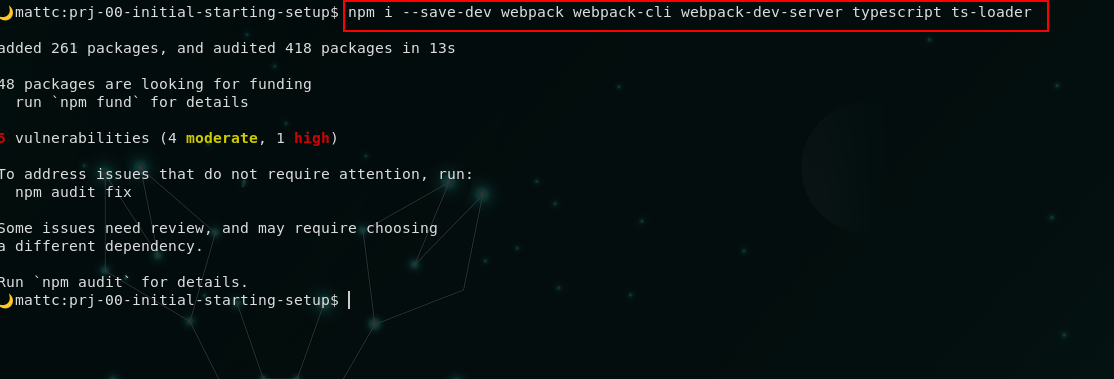 mattc:prj-00-initial-starting-setup$ npm i --save-dev webpack webpack-cli webpack-dev-server typescript ts-loader
added 261 packages, and audited 418 packages in 13s
48 packages are looking for funding
run `npm fund` for details
5 vulnerabilities (4 moderate, 1 high)
To address issues that do not require attention, run:
npm audit fix
Some issues need review, and may require choosing
a different dependency.
Run `npm audit` for details.
mattc:prj-00-initial-starting-setup$